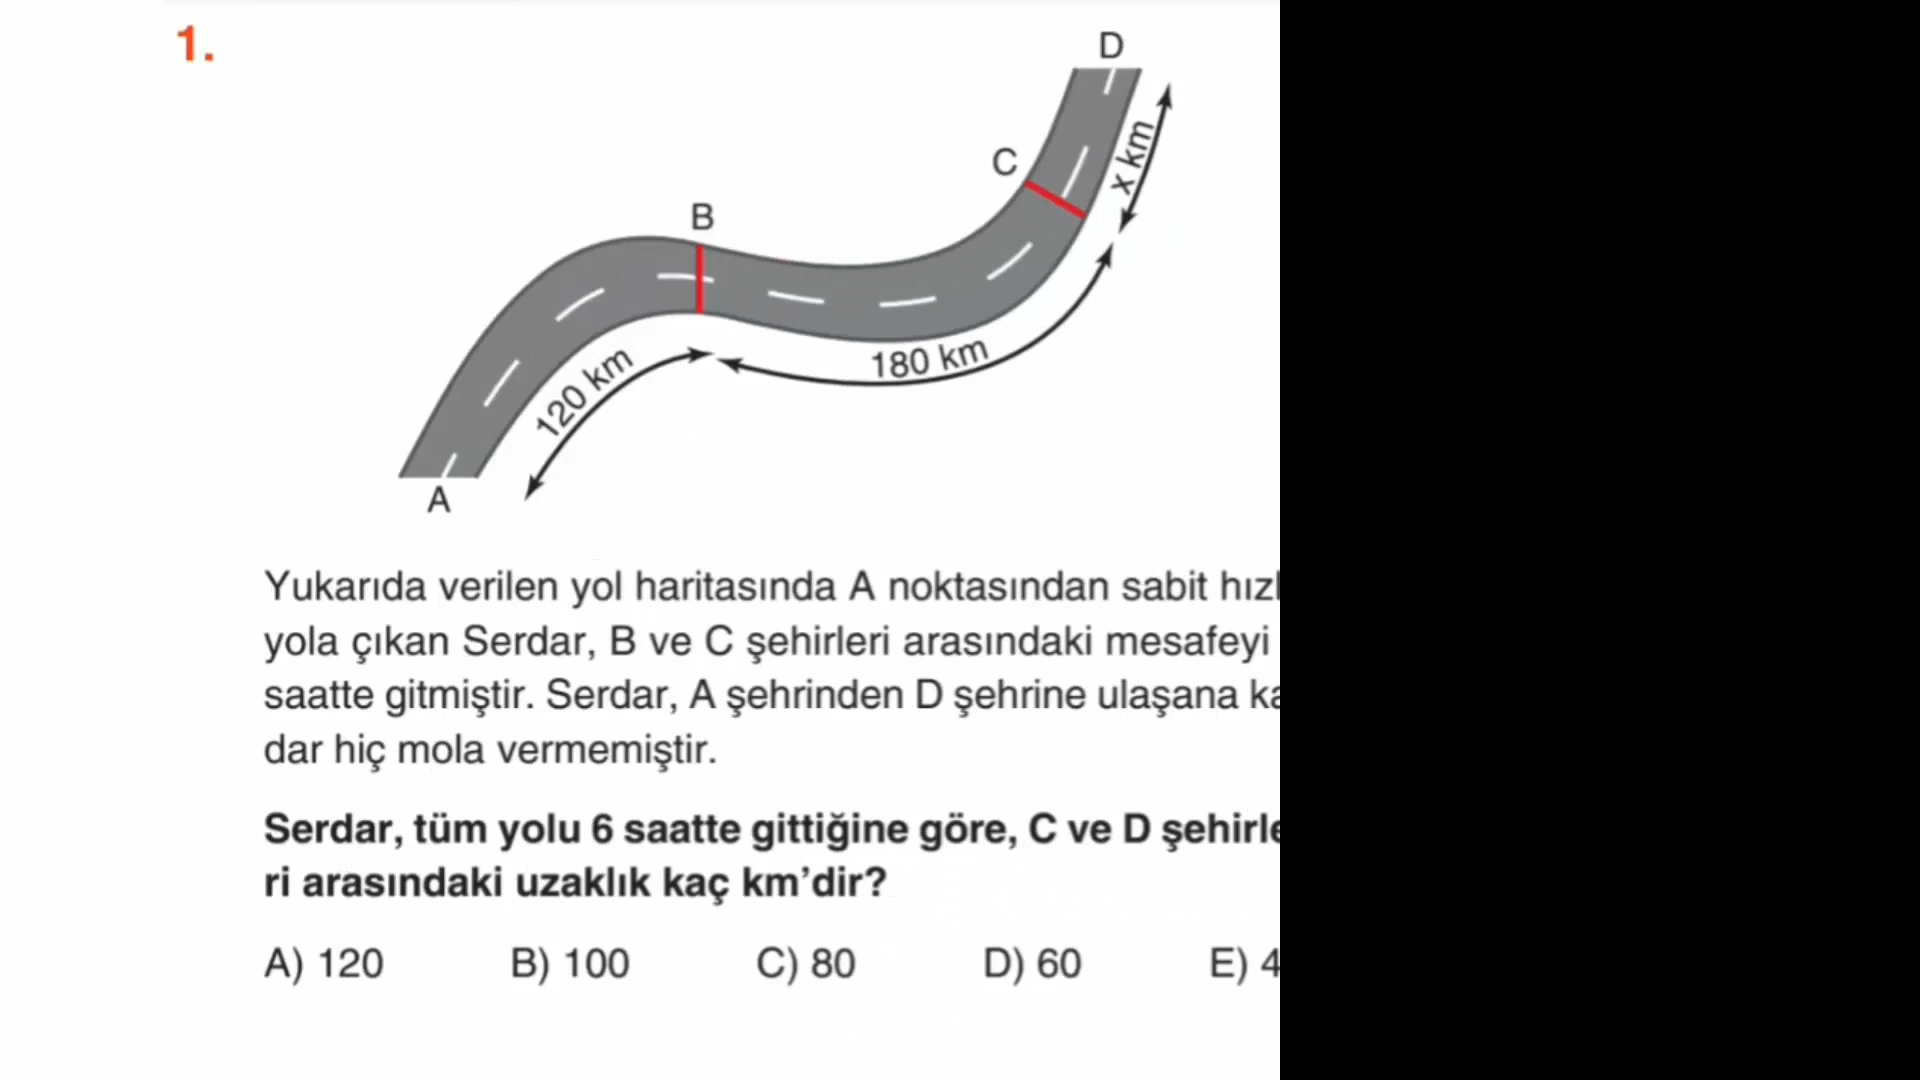 1.
D
x km
C
B
180 km
120 km
A
Yukarıda verilen yol haritasında A noktasından sabit hızl
yola çıkan Serdar, B ve C şehirleri arasındaki mesafeyi
saatte gitmiştir. Serdar, A şehrinden D şehrine ulaşana ka
dar hiç mola vermemiştir.
Serdar, tüm yolu 6 saatte gittiğine göre, C ve D şehirle
ri arasındaki uzaklık kaç km'dir?
A) 120 B) 100 C) 80 D) 60 E) 4